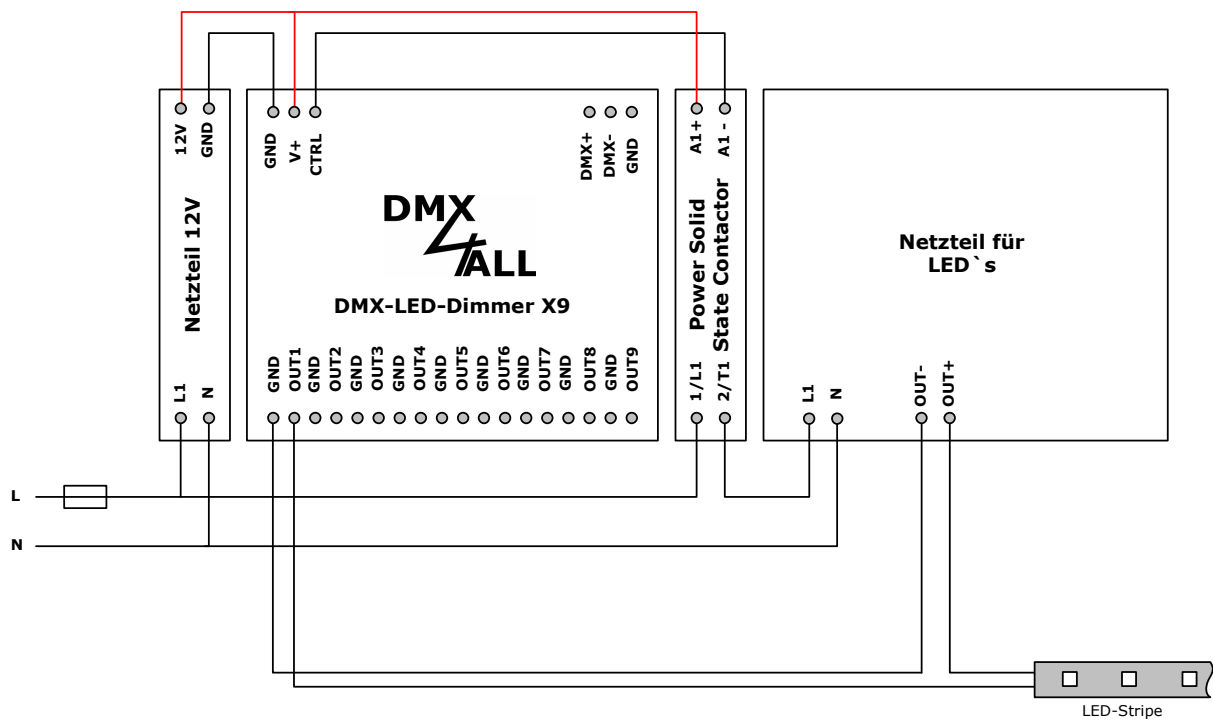 12V
GND
Netzteil 12V
L1
N
GND
V+
CTRL
DMX+
DMX-
GND
DMX
4
ALL
DMX-LED-Dimmer X9
GND
OUT1
GND
OUT2
GND
OUT3
GND
OUT4
GND
OUT5
GND
OUT6
GND
OUT7
GND
OUT8
GND
OUT9
A1+
A1 -
Power Solid
State Contactor
1/L1
2/T1
Netzteil für
LED`s
L1
N
OUT-
OUT+
L
N
LED-Stripe